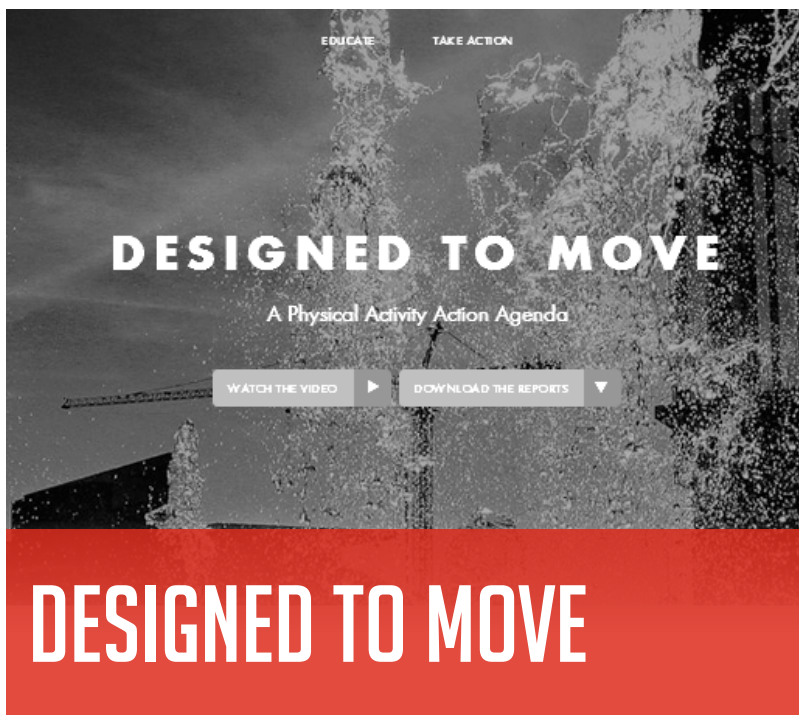 EDUCATE TAKE ACTION
DESIGNED TO MOVE
A Physical Activity Action Agenda
WATCH THE VIDEO DOWNLOAD THE REPORTS
DESIGNED TO MOVE